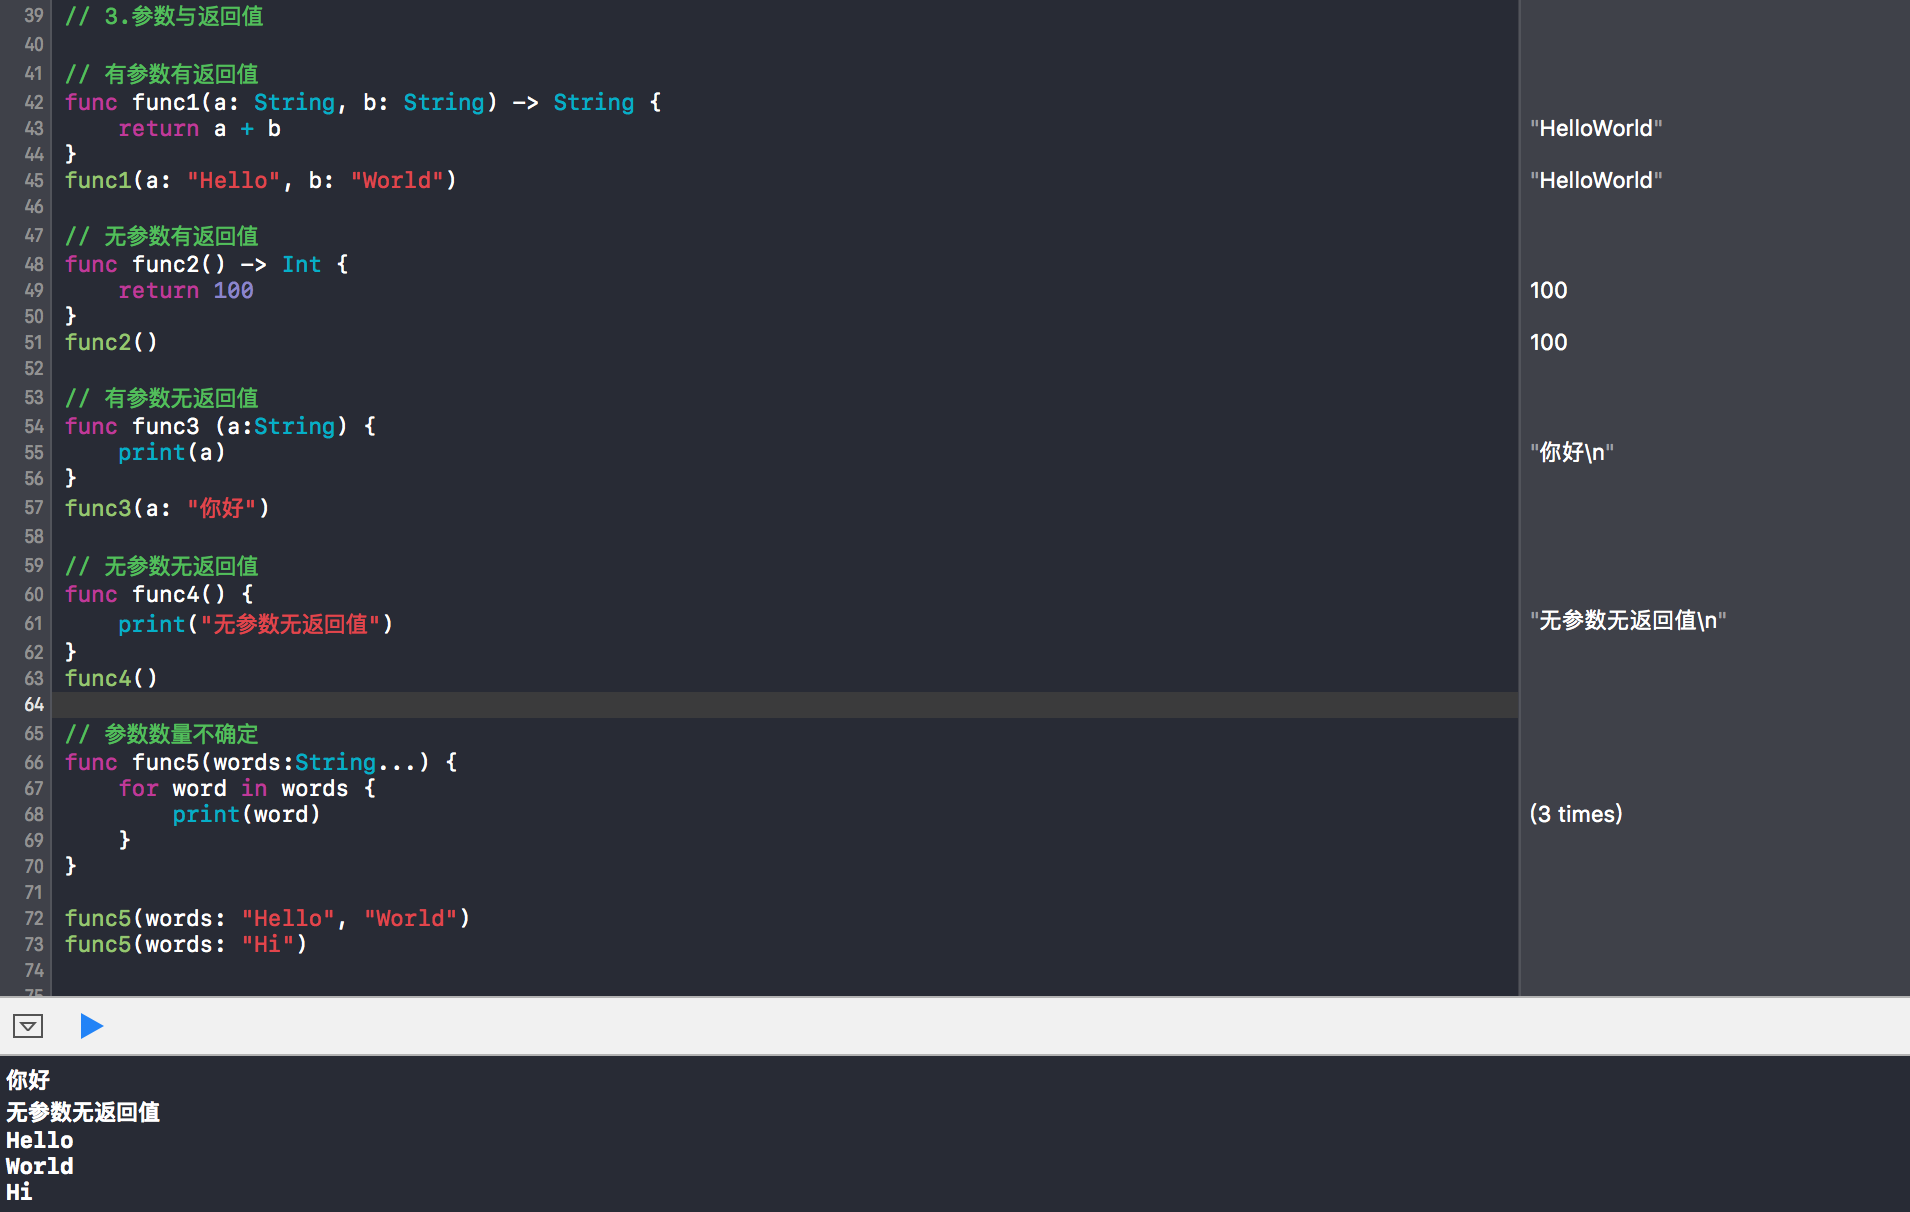 39 // 3.参数与返回值
40
41 // 有参数有返回值
42 func func1(a: String, b: String) -> String {
43     return a + b "HelloWorld"
44 }
45 func1(a: "Hello", b: "World") "HelloWorld"
46
47 // 无参数有返回值
48 func func2() -> Int {
49     return 100 100
50 }
51 func2() 100
52
53 // 有参数无返回值
54 func func3 (a:String) {
55     print(a) "你好\n"
56 }
57 func3(a: "你好")
58
59 // 无参数无返回值
60 func func4() {
61     print("无参数无返回值") "无参数无返回值\n"
62 }
63 func4()
64
65 // 参数数量不确定
66 func func5(words:String...) {
67     for word in words {
68         print(word) (3 times)
69     }
70 }
71
72 func5(words: "Hello", "World")
73 func5(words: "Hi")
74
75
你好
无参数无返回值
Hello
World
Hi